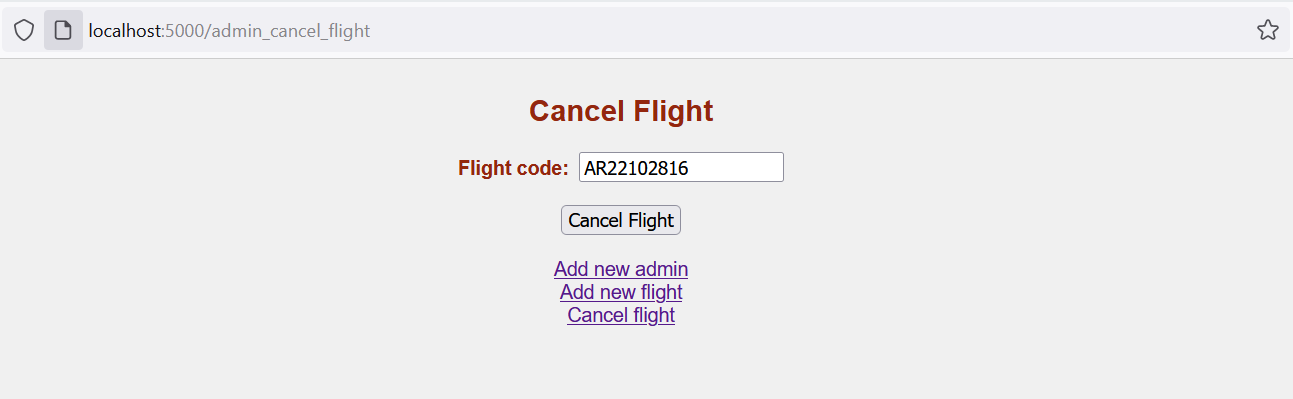 localhost:5000/admin_cancel_flight
Cancel Flight
Flight code: AR22102816
Cancel Flight
Add new admin
Add new flight
Cancel flight